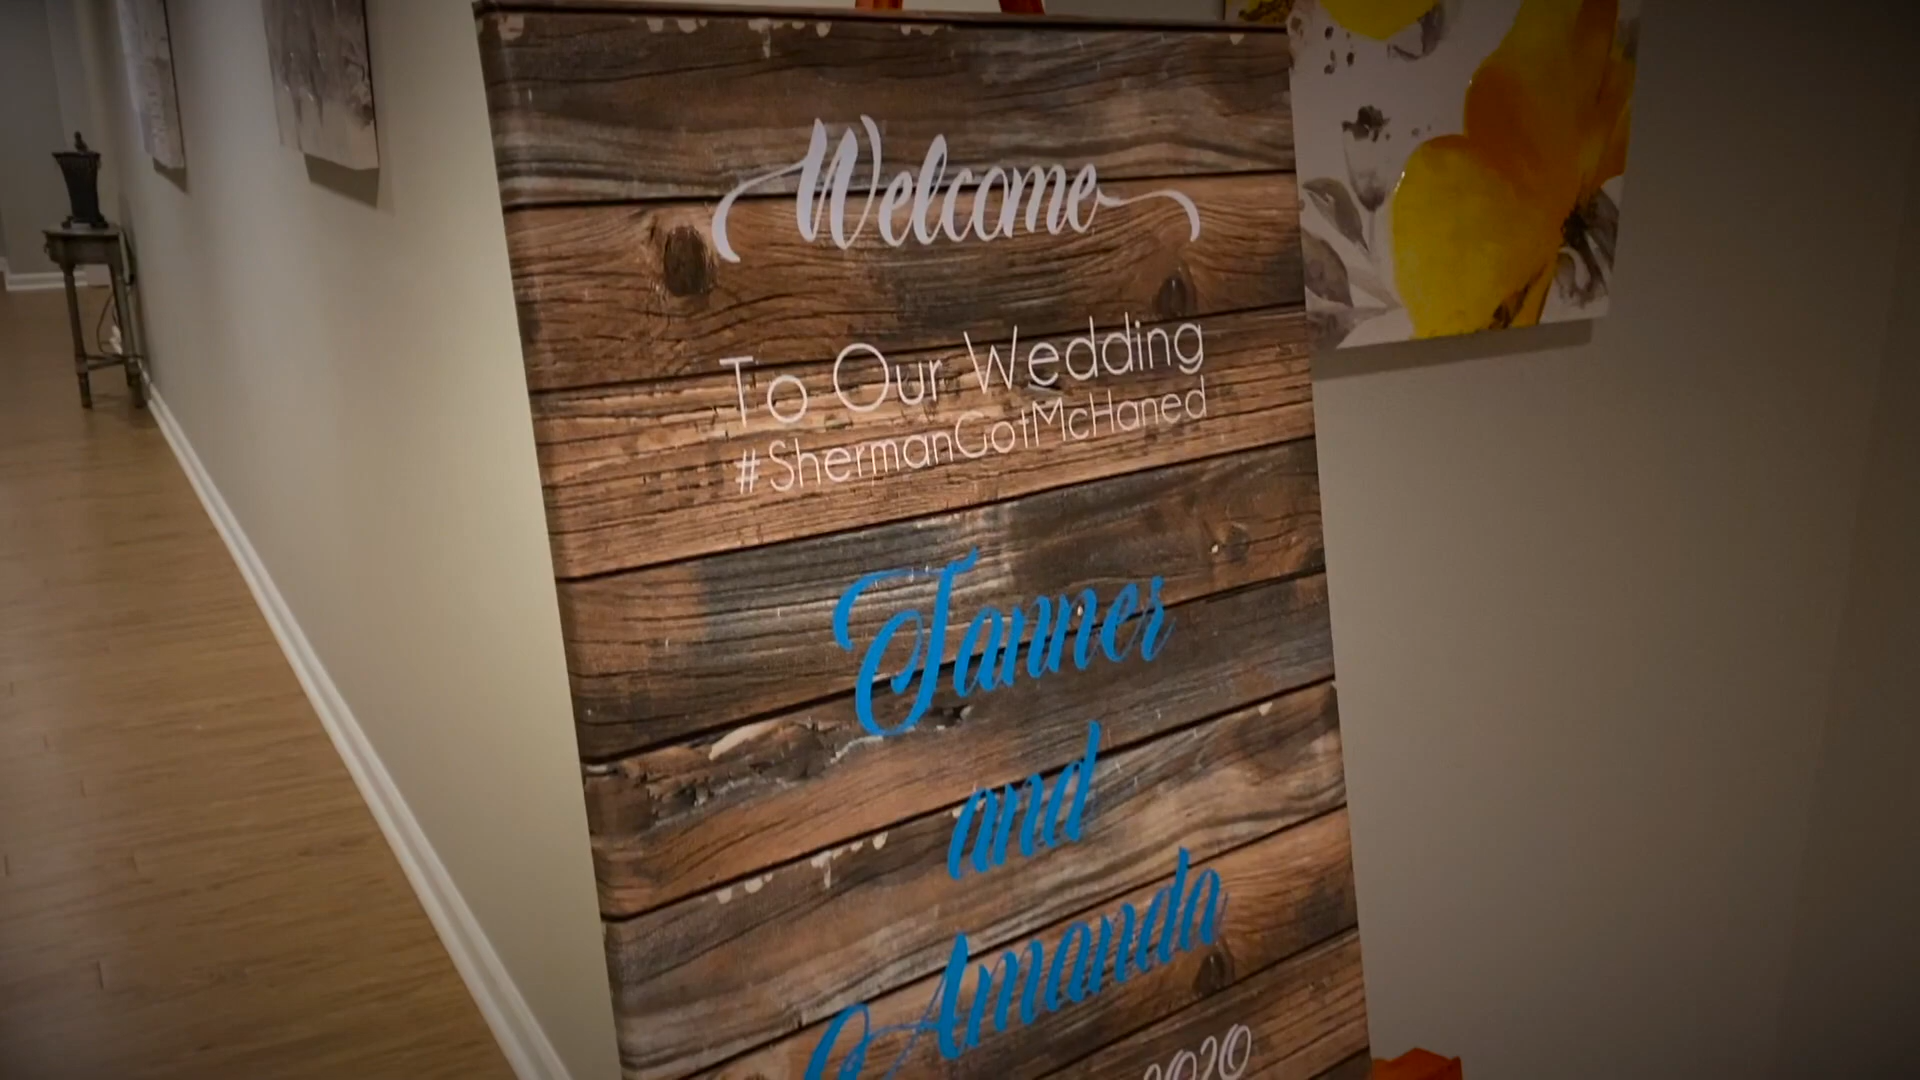 Welcome
To Our Wedding
#ShermanGotMcHaned
Tanner
and
Amanda
2020